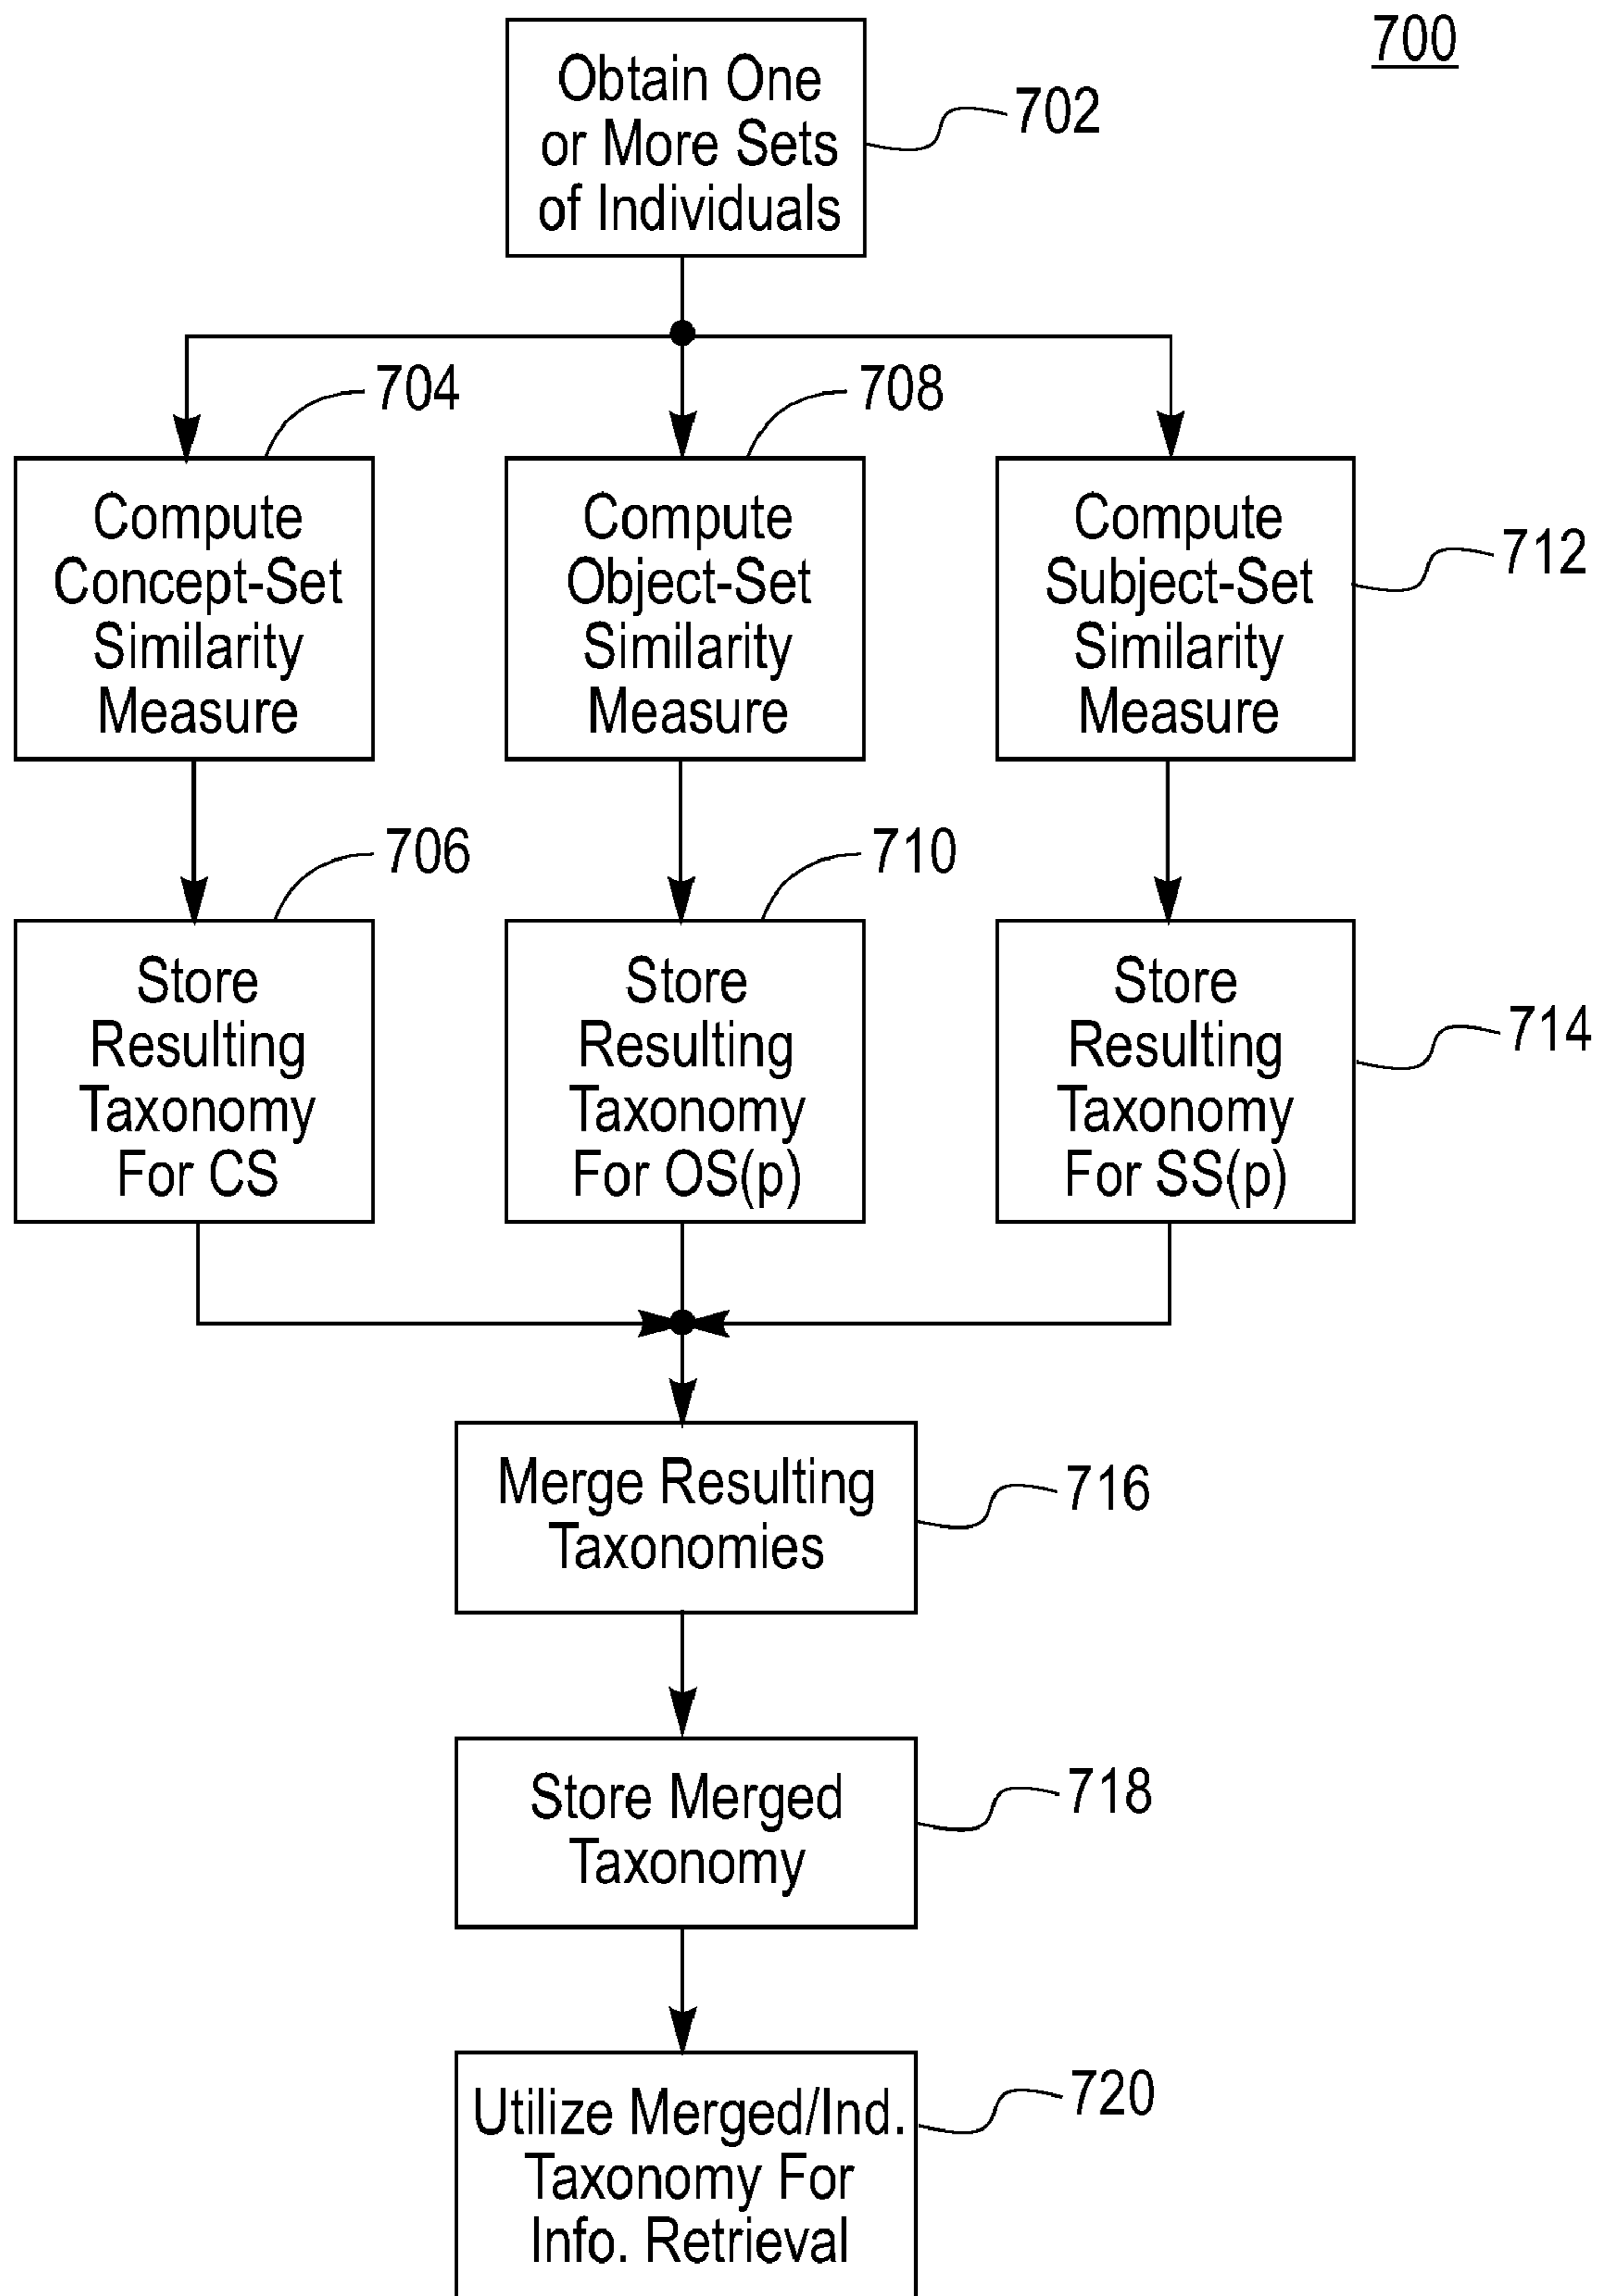 700
Obtain One
or More Sets
of Individuals
702
704
708
Compute
Concept-Set
Similarity
Measure
Compute
Object-Set
Similarity
Measure
Compute
Subject-Set
Similarity
Measure
712
706
710
Store
Resulting
Taxonomy
For CS
Store
Resulting
Taxonomy
For OS(p)
Store
Resulting
Taxonomy
For SS(p)
714
Merge Resulting
Taxonomies
716
Store Merged
Taxonomy
718
Utilize Merged/Ind.
Taxonomy For
Info. Retrieval
720